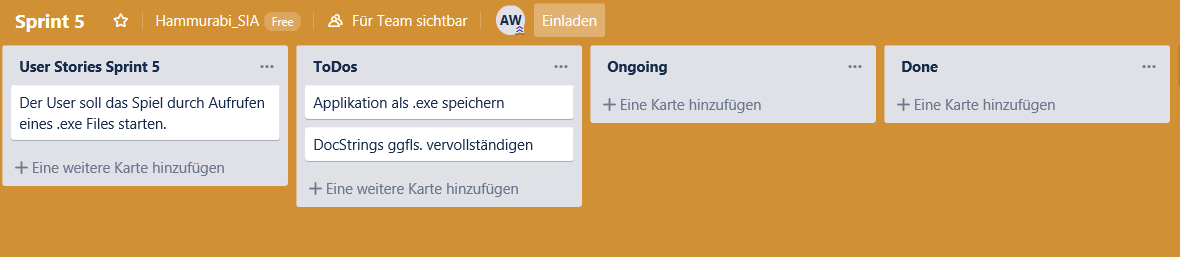 Sprint 5
Hammurabi_SIA Free
Für Team sichtbar
AW
Einladen
User Stories Sprint 5
Der User soll das Spiel durch Aufrufen
eines .exe Files starten.
Eine weitere Karte hinzufügen
ToDos
Applikation als .exe speichern
DocStrings ggfls. vervollständigen
Eine weitere Karte hinzufügen
Ongoing
Eine Karte hinzufügen
Done
Eine Karte hinzufügen